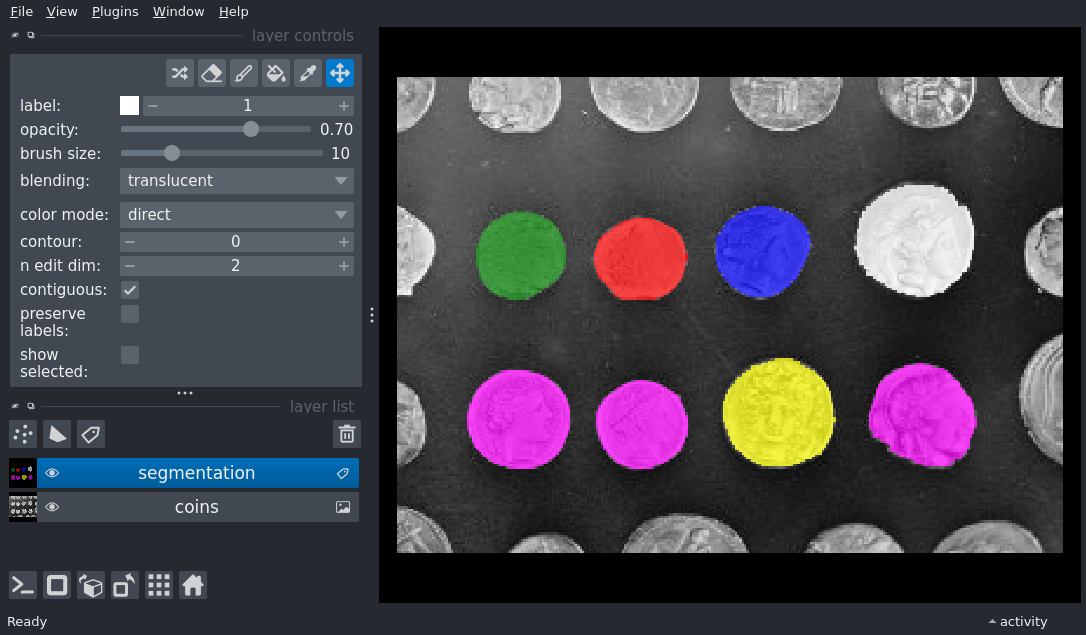 File View Plugins Window Help
layer controls
label: 1
opacity: 0.70
brush size: 10
blending: translucent
color mode: direct
contour: 0
n edit dim: 2
contiguous:
preserve
labels:
show
selected:
layer list
segmentation
coins
Ready
activity